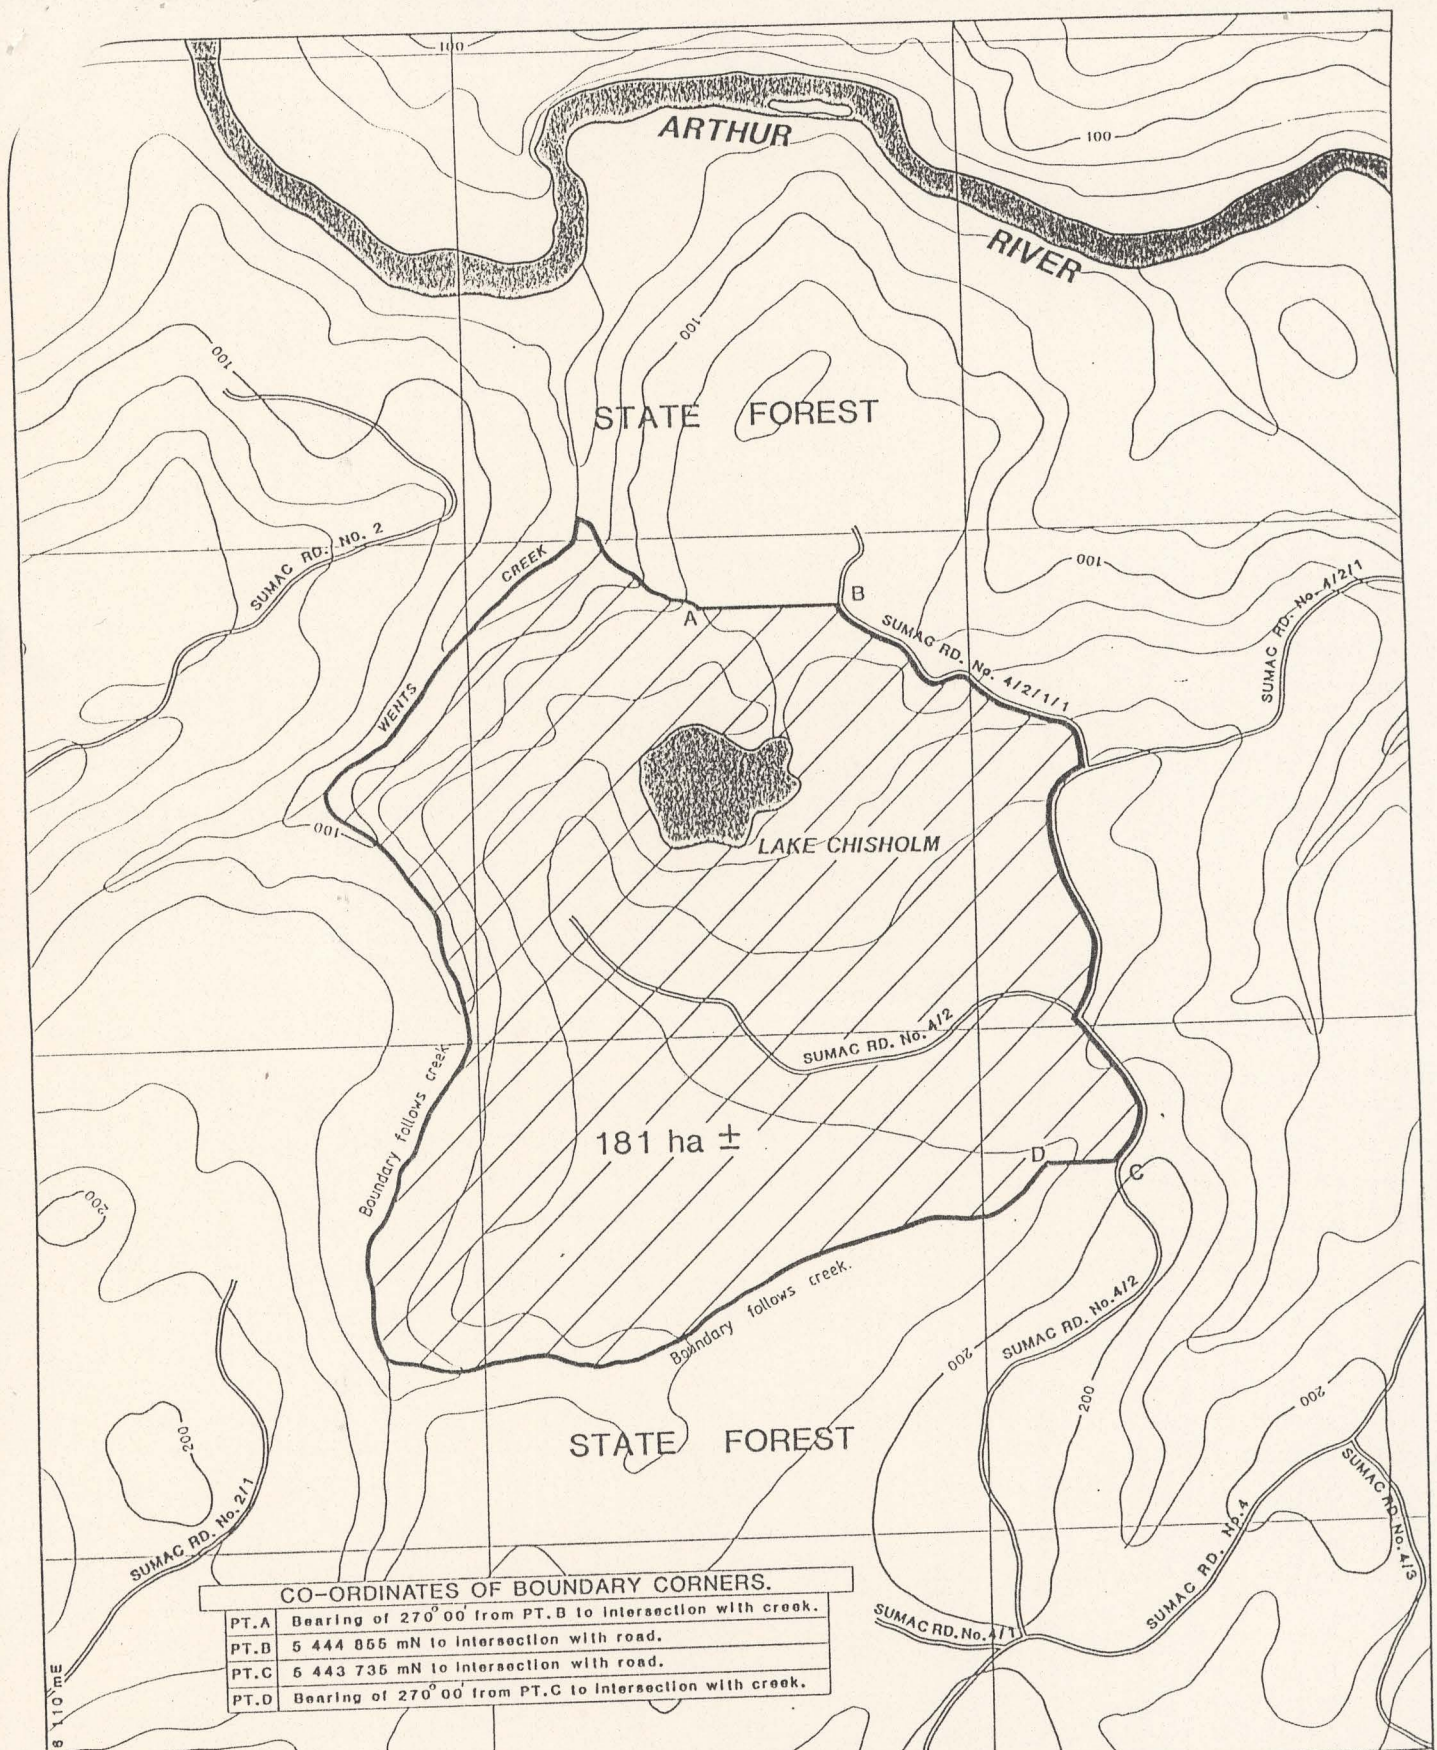 100
ARTHUR
100
RIVER
100
100
STATE FOREST
SUMAC RD. No. 2
CREEK
100
B
A
SUMAC RD. No. 4/2/1/1
SUMAC RD. No. 4/2/1
WENTS
100
LAKE CHISHOLM
SUMAC RD. No. 4/2
Boundary follows creek.
181 ha ±
D
C
200
Boundary follows creek.
SUMAC RD. No. 4/2
200
200
200
STATE FOREST
200
SUMAC RD. No. 2/1
SUMAC RD. No. 4
SUMAC RD. No. 4/3
SUMAC RD. No. 4/1
CO-ORDINATES OF BOUNDARY CORNERS.
PT.A Bearing of 270°00' from PT.B to intersection with creek.
PT.B 5 444 855 mN to intersection with road.
PT.C 5 443 735 mN to intersection with road.
PT.D Bearing of 270°00' from PT.C to intersection with creek.
110 mE